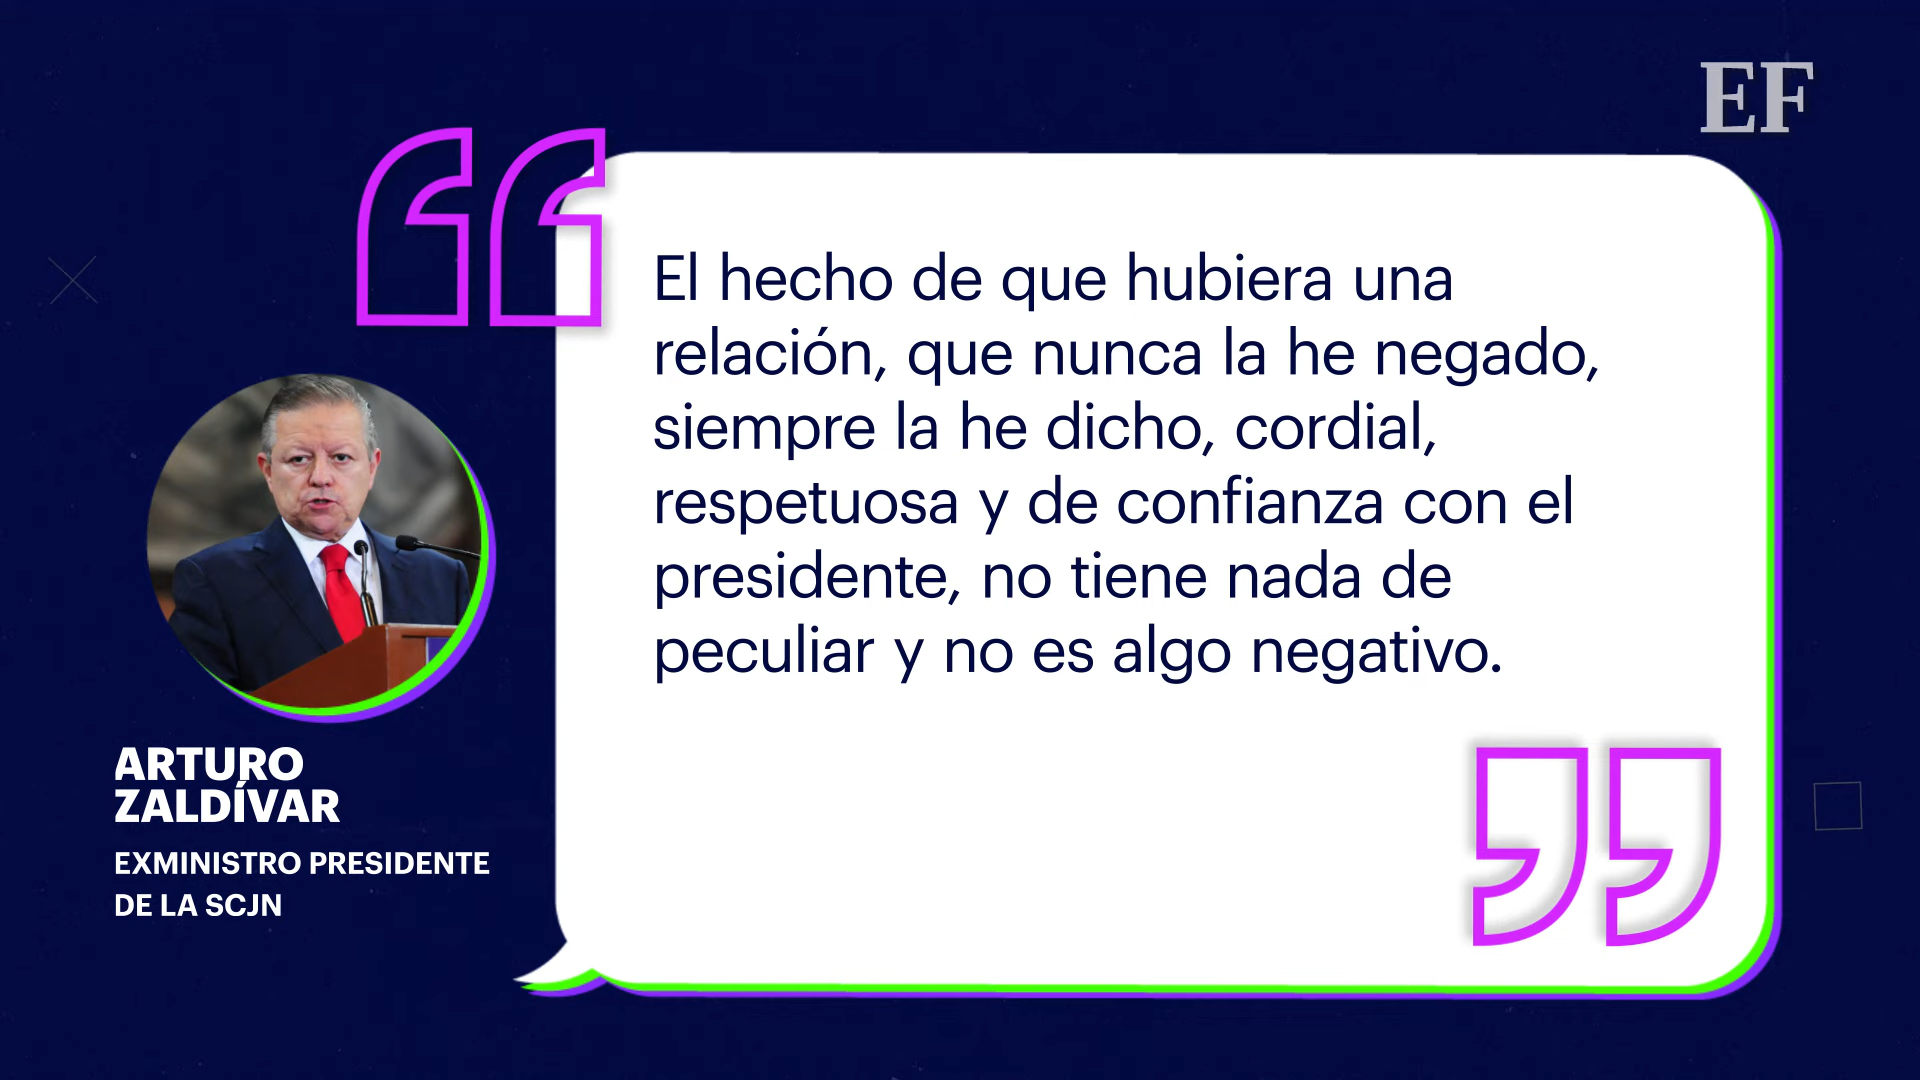 EF
El hecho de que hubiera una
relación, que nunca la he negado,
siempre la he dicho, cordial,
respetuosa y de confianza con el
presidente, no tiene nada de
peculiar y no es algo negativo.
ARTURO
ZALDÍVAR
EXMINISTRO PRESIDENTE
DE LA SCJN